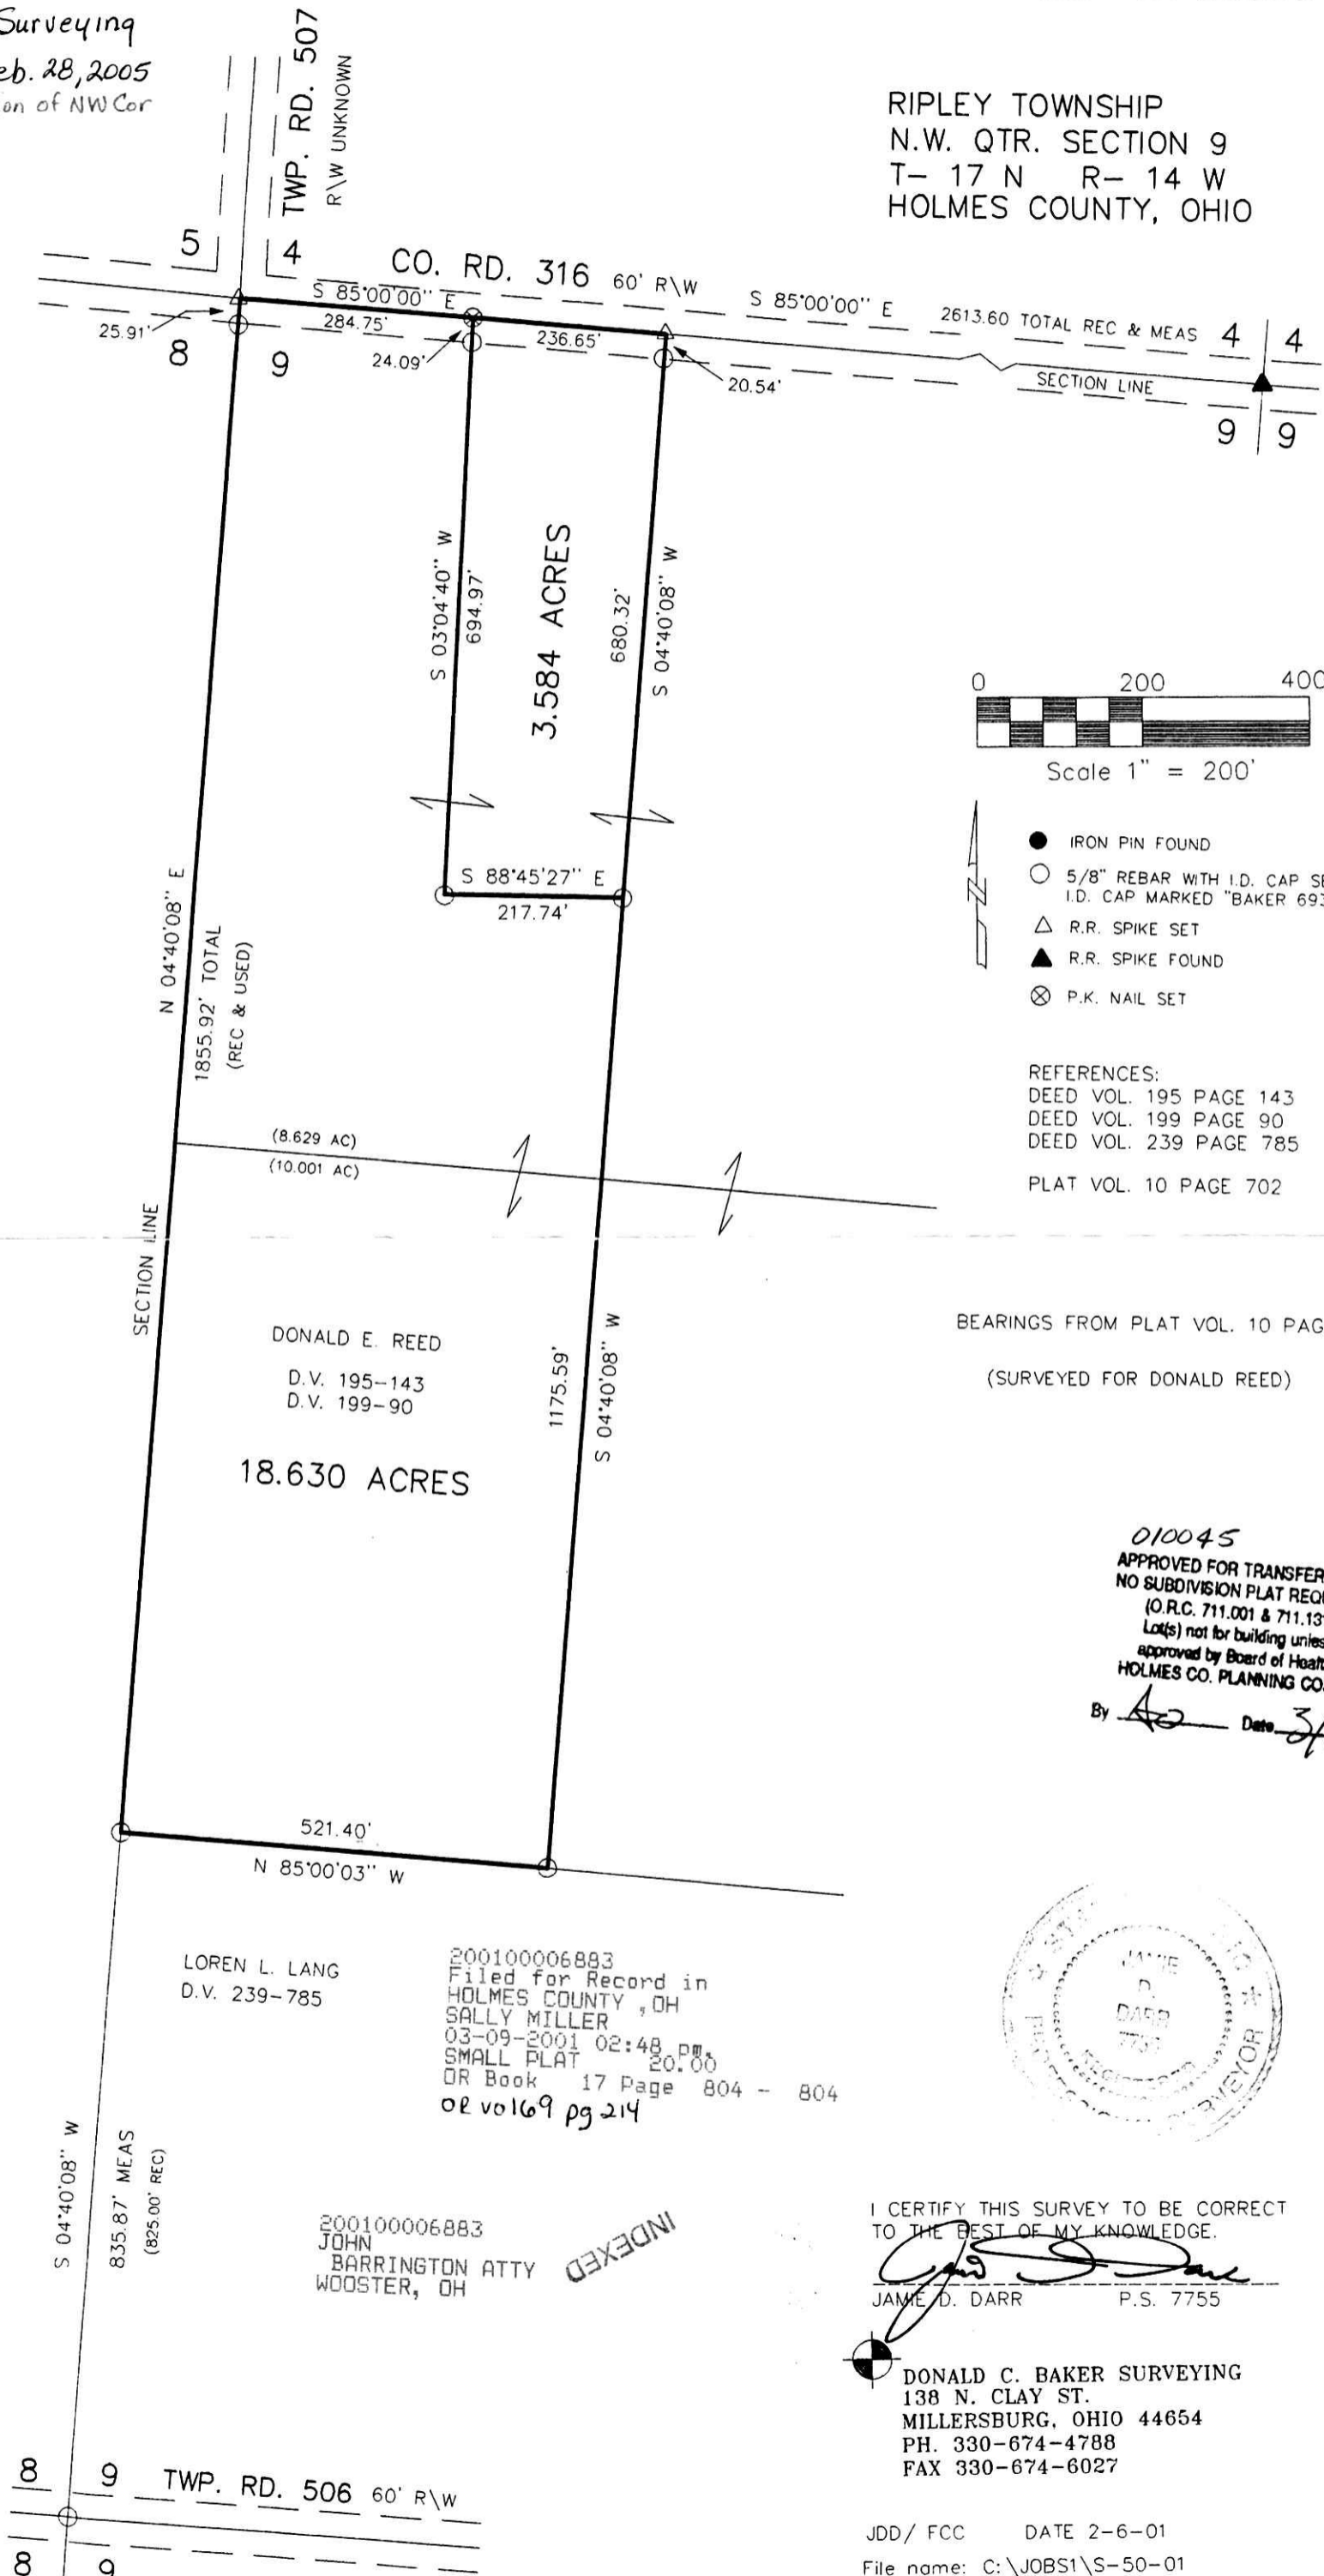 Surveying
eb. 28, 2005
on of NW Cor
TWP. RD. 507
R\W UNKNOWN
RIPLEY TOWNSHIP
N.W. QTR. SECTION 9
T- 17 N R- 14 W
HOLMES COUNTY, OHIO
5
4
CO. RD. 316 60' R\W
S 85°00'00" E
S 85°00'00" E 2613.60 TOTAL REC & MEAS
4 4
25.91'
284.75'
24.09'
236.65'
20.54'
SECTION LINE
8 9
9 9
S 03°04'40" W
694.97'
3.584 ACRES
680.32'
S 04°40'08" W
0 200 400
Scale 1" = 200'
N
IRON PIN FOUND
5/8" REBAR WITH I.D. CAP SE
I.D. CAP MARKED "BAKER 693
R.R. SPIKE SET
R.R. SPIKE FOUND
P.K. NAIL SET
S 88°45'27" E
217.74'
N 04°40'08" E
1855.92' TOTAL
(REC & USED)
REFERENCES:
DEED VOL. 195 PAGE 143
DEED VOL. 199 PAGE 90
DEED VOL. 239 PAGE 785
PLAT VOL. 10 PAGE 702
(8.629 AC)
(10.001 AC)
SECTION LINE
BEARINGS FROM PLAT VOL. 10 PAG
(SURVEYED FOR DONALD REED)
DONALD E. REED
D.V. 195-143
D.V. 199-90
18.630 ACRES
1175.59'
S 04°40'08" W
010045
APPROVED FOR TRANSFER
NO SUBDIVISION PLAT REQU
(O.R.C. 711.001 & 711.13
Lot(s) not for building unles
approved by Board of Healt
HOLMES CO. PLANNING CO
By Date 3/
521.40'
N 85°00'03" W
LOREN L. LANG
D.V. 239-785
200100006883
Filed for Record in
HOLMES COUNTY , OH
SALLY MILLER
03-09-2001 02:48 pm.
SMALL PLAT 20.00
OR Book 17 Page 804 - 804
OR vol 69 pg 214
JAMIE
D.
DARR
7755
REGISTERED
SURVEYOR
S 04°40'08" W
835.87' MEAS
(825.00' REC)
200100006883
JOHN
BARRINGTON ATTY
WOOSTER, OH
INDEXED
I CERTIFY THIS SURVEY TO BE CORRECT
TO THE BEST OF MY KNOWLEDGE.
JAMIE D. DARR P.S. 7755
DONALD C. BAKER SURVEYING
138 N. CLAY ST.
MILLERSBURG, OHIO 44654
PH. 330-674-4788
FAX 330-674-6027
8 9 TWP. RD. 506 60' R\W
8 9
JDD/ FCC DATE 2-6-01
File name: C:\JOBS1\S-50-01